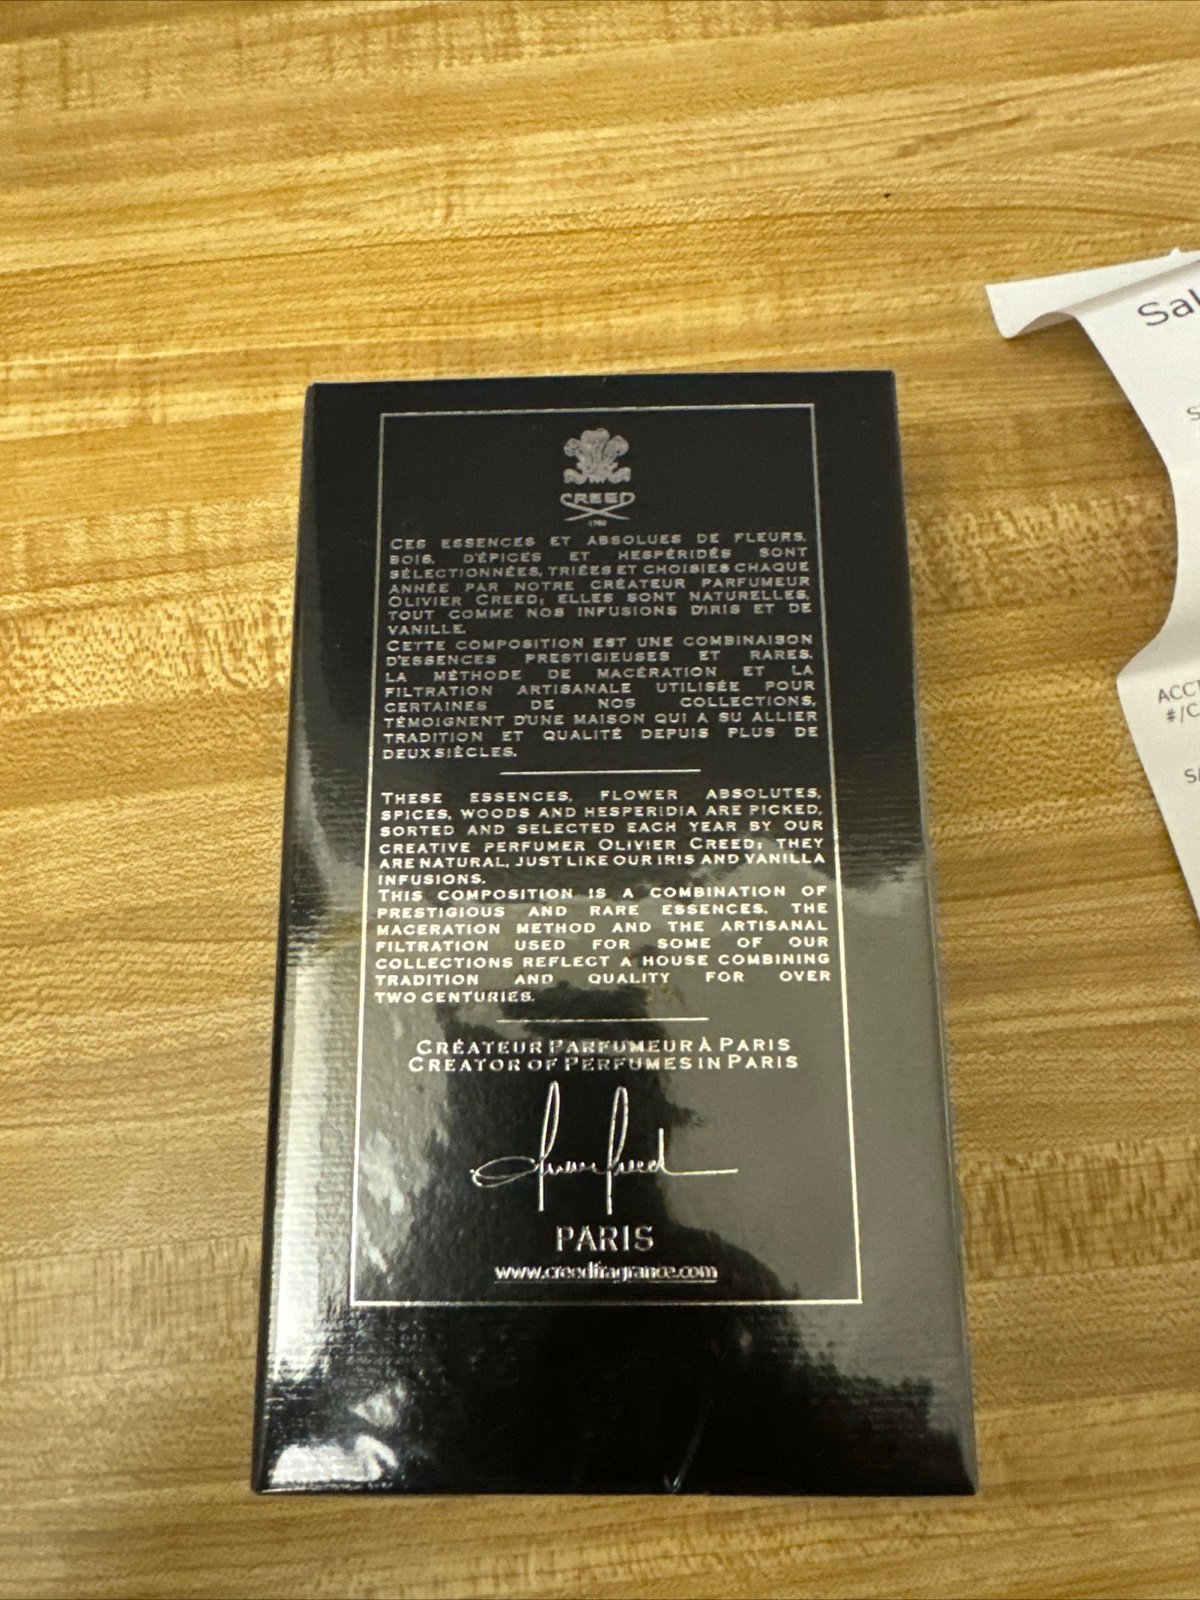 CREED
1760
CES ESSENCES ET ABSOLUES DE FLEURS,
BOIS, D'ÉPICES ET HESPÉRIDÉS SONT
SÉLECTIONNÉES, TRIÉES ET CHOISIES CHAQUE
ANNÉE PAR NOTRE CRÉATEUR PARFUMEUR
OLIVIER CREED; ELLES SONT NATURELLES,
TOUT COMME NOS INFUSIONS D'IRIS ET DE
VANILLE.
CETTE COMPOSITION EST UNE COMBINAISON
D'ESSENCES PRESTIGIEUSES ET RARES.
LA MÉTHODE DE MACÉRATION ET LA
FILTRATION ARTISANALE UTILISÉE POUR
CERTAINES DE NOS COLLECTIONS,
TÉMOIGNENT D'UNE MAISON QUI A SU ALLIER
TRADITION ET QUALITÉ DEPUIS PLUS DE
DEUX SIÈCLES.
THESE ESSENCES, FLOWER ABSOLUTES,
SPICES, WOODS AND HESPERIDIA ARE PICKED,
SORTED AND SELECTED EACH YEAR BY OUR
CREATIVE PERFUMER OLIVIER CREED; THEY
ARE NATURAL, JUST LIKE OUR IRIS AND VANILLA
INFUSIONS.
THIS COMPOSITION IS A COMBINATION OF
PRESTIGIOUS AND RARE ESSENCES. THE
MACERATION METHOD AND THE ARTISANAL
FILTRATION USED FOR SOME OF OUR
COLLECTIONS REFLECT A HOUSE COMBINING
TRADITION AND QUALITY FOR OVER
TWO CENTURIES.
CRÉATEUR PARFUMEUR À PARIS
CREATOR OF PERFUMES IN PARIS
Olivier Creed
PARIS
www.creedfragrance.com
Sal
S
ACCT
#/C
SA